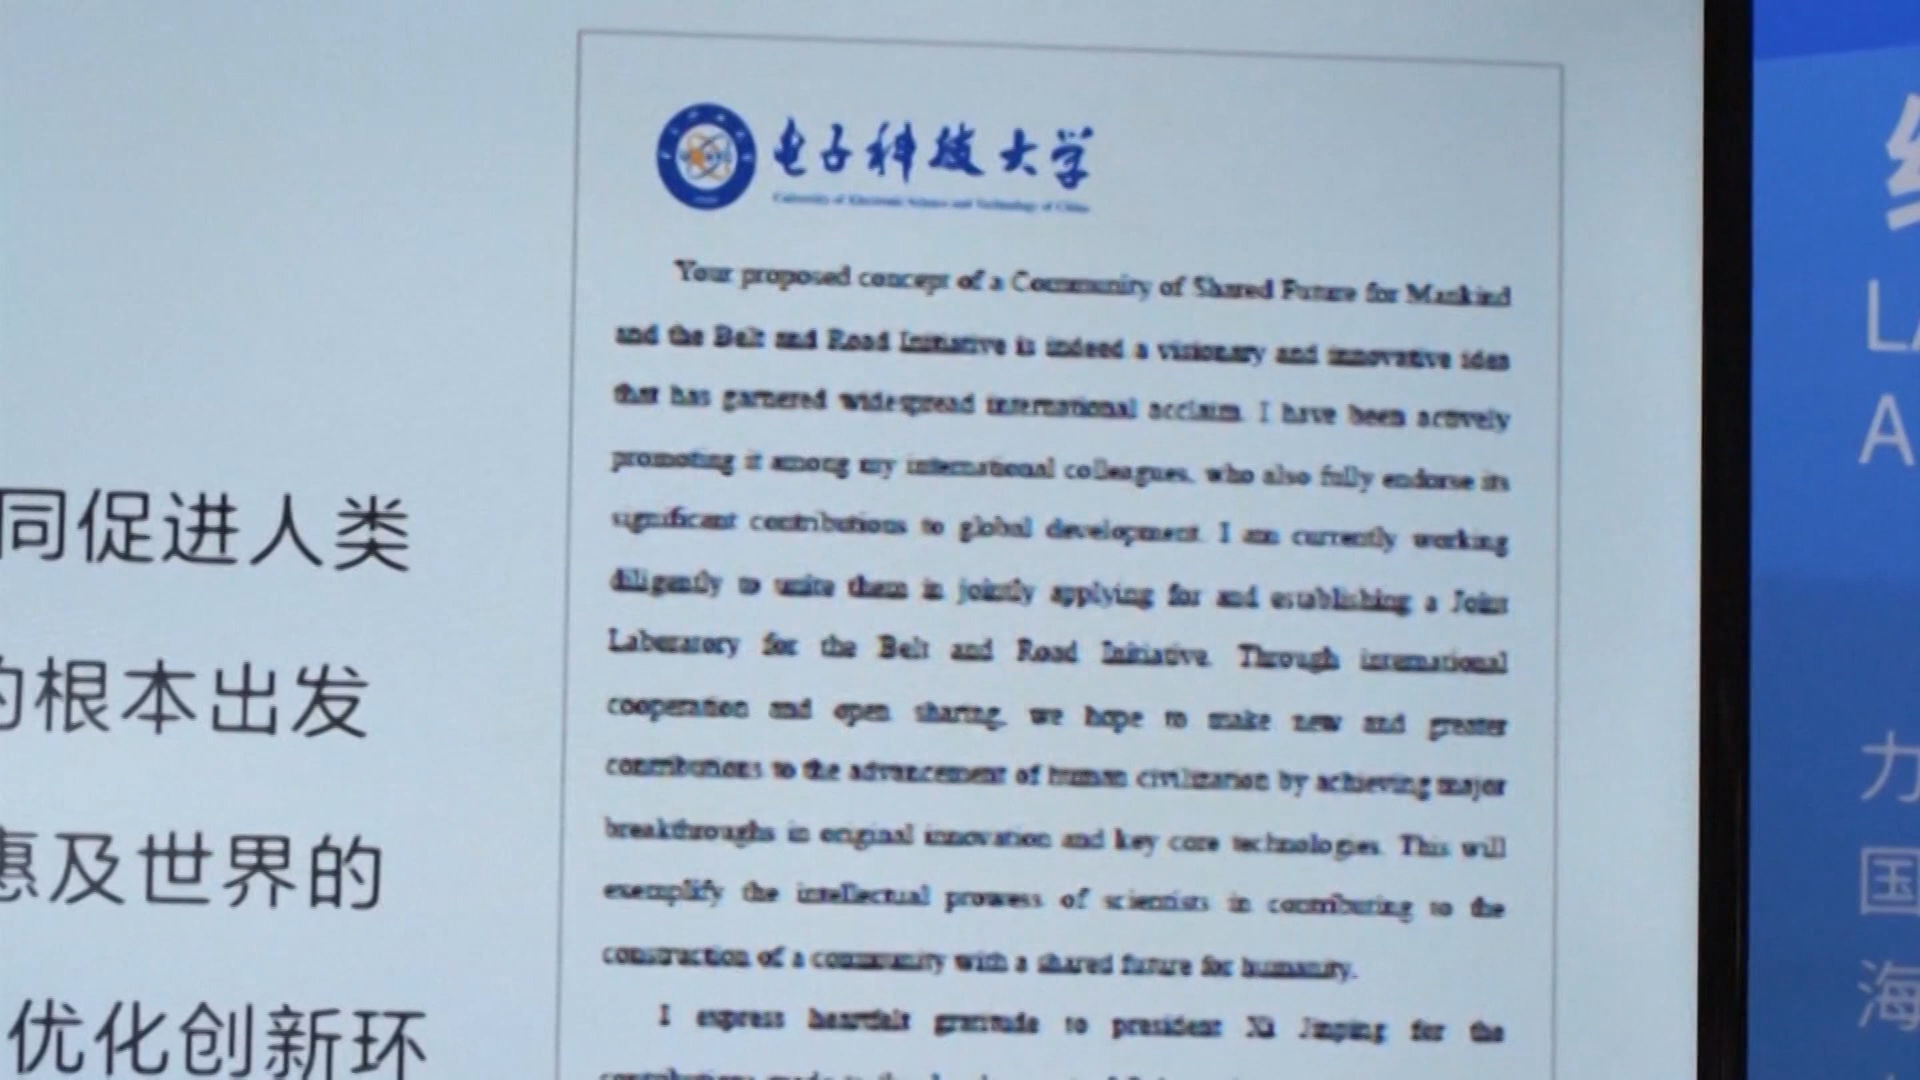 电子科技大学
University of Electronic Science and Technology of China
Your proposed concept of a Community of Shared Future for Mankind
and the Belt and Road Initiative is indeed a visionary and innovative idea
that has garnered widespread international acclaim. I have been actively
promoting it among my international colleagues, who also fully endorse its
significant contributions to global development. I am currently working
diligently to unite them in jointly applying for and establishing a Joint
Laboratory for the Belt and Road Initiative. Through international
cooperation and open sharing, we hope to make new and greater
contributions to the advancement of human civilization by achieving major
breakthroughs in original innovation and key core technologies. This will
exemplify the intellectual prowess of scientists in contributing to the
construction of a community with a shared future for humanity.
I express heartfelt gratitude to president Xi Jinping for the
同促进人类
的根本出发
惠及世界的
优化创新环
L
A
力
国
海